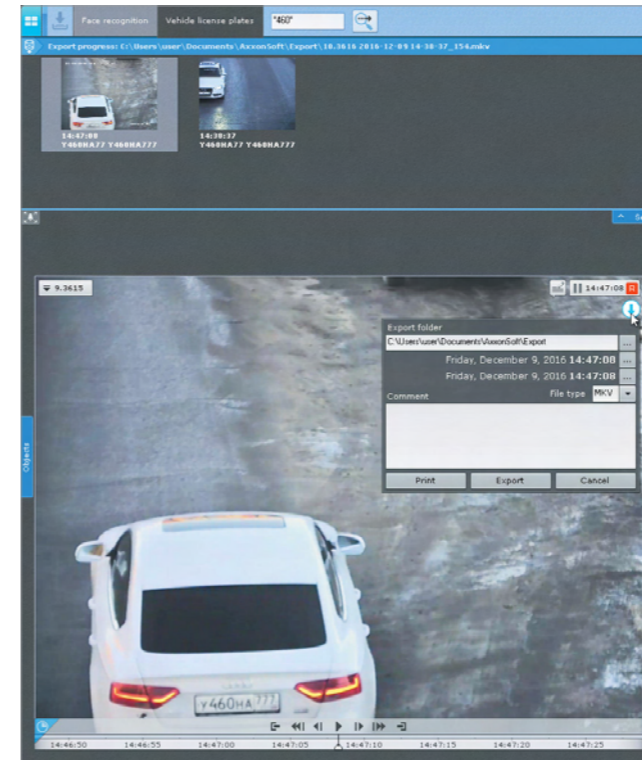 Face recognition
Vehicle license plates
"460"
Export progress: C:\Users\user\Documents\AxxonSoft\Export\10.3616 2016-12-09 14-38-37_154.mkv
14:47:08
Y460HA77 Y460HA777
14:38:37
Y460HA77 Y460HA777
9.3615
14:47:08 R
Export folder
C:\Users\user\Documents\AxxonSoft\Export
...
Friday, December 9, 2016 14:47:08
...
Friday, December 9, 2016 14:47:08
...
Comment
File type
MKV
Print
Export
Cancel
Objects
У460НА 777
14:46:50
14:46:55
14:47:00
14:47:05
14:47:10
14:47:15
14:47:20
14:47:25